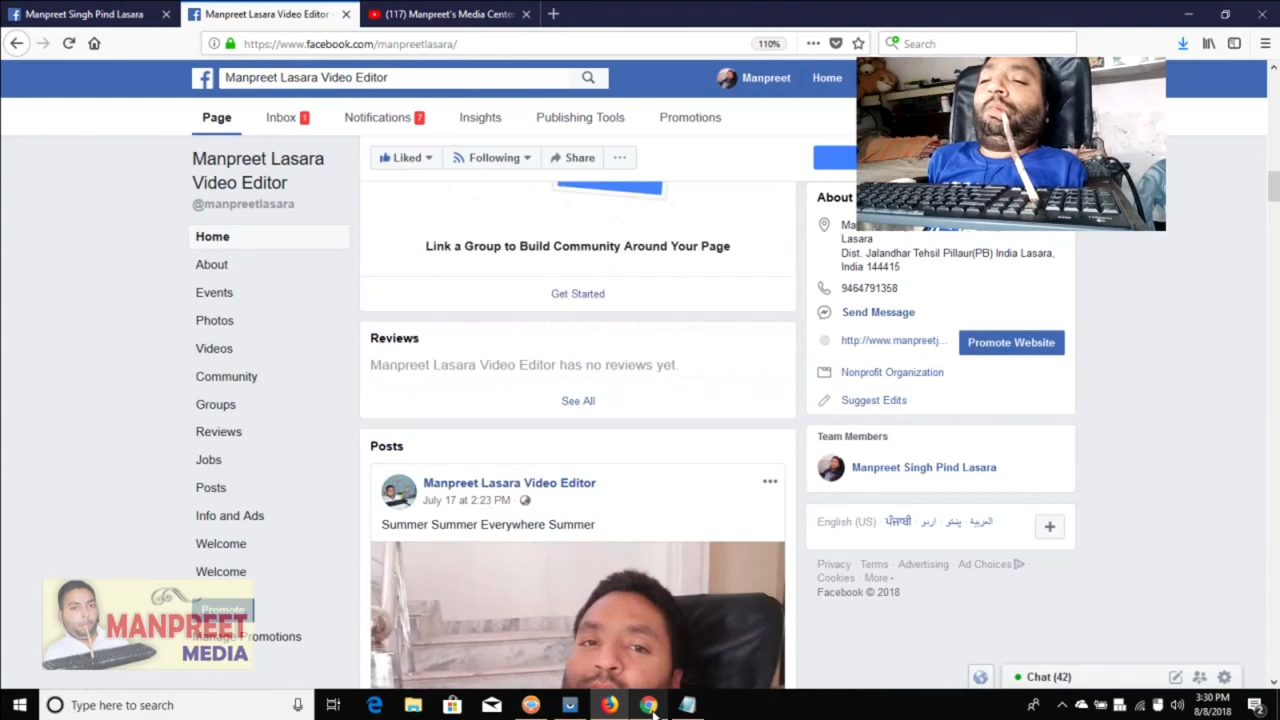 Manpreet Singh Pind Lasara
Manpreet Lasara Video Editor -
(117) Manpreet's Media Center
https://www.facebook.com/manpreetlasara/
110%
Search
Manpreet Lasara Video Editor
Manpreet
Home
Page
Inbox 1
Notifications 7
Insights
Publishing Tools
Promotions
Manpreet Lasara
Video Editor
@manpreetlasara
Liked
Following
Share
Home
About
Events
Photos
Videos
Community
Groups
Reviews
Jobs
Posts
Info and Ads
Welcome
Welcome
Promote
Manage Promotions
Link a Group to Build Community Around Your Page
Get Started
Reviews
Manpreet Lasara Video Editor has no reviews yet.
See All
Posts
Manpreet Lasara Video Editor
July 17 at 2:23 PM
Summer Summer Everywhere Summer
About
Lasara
Dist. Jalandhar Tehsil Pillaur(PB) India Lasara,
India 144415
9464791358
Send Message
http://www.manpreetj...
Promote Website
Nonprofit Organization
Suggest Edits
Team Members
Manpreet Singh Pind Lasara
English (US) · ਪੰਜਾਬੀ · اردو · پښتو · العربية
Privacy · Terms · Advertising · Ad Choices
Cookies · More
Facebook © 2018
MANPREET
MEDIA
Chat (42)
Type here to search
3:30 PM
8/8/2018
2